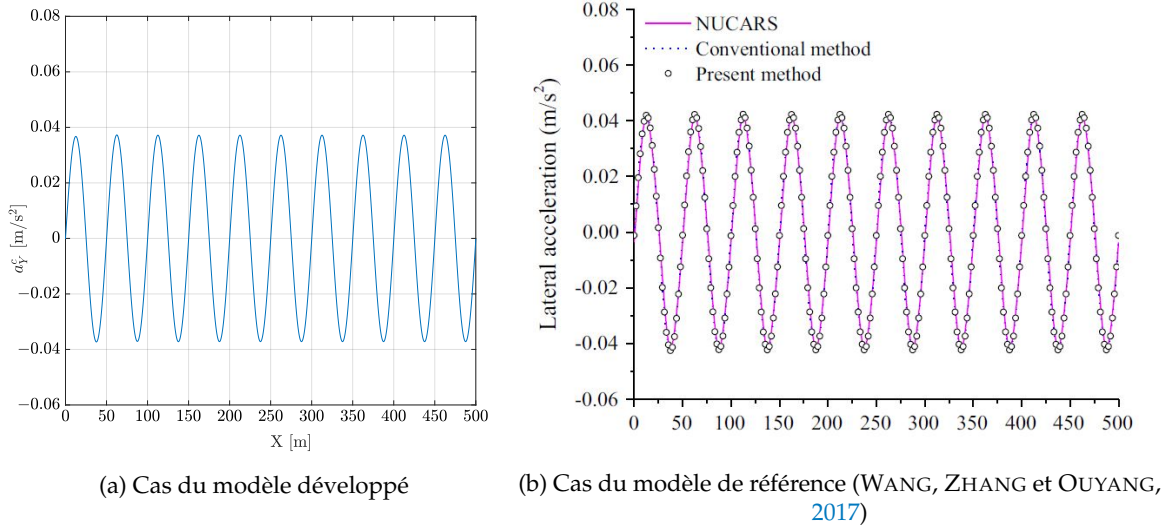 0.08
0.06
0.04
0.02
0
−0.02
−0.04
−0.06
a_Y^c [m/s²]
0 50 100 150 200 250 300 350 400 450 500
X [m]
(a) Cas du modèle développé
0.08
0.06
0.04
0.02
0.00
-0.02
-0.04
-0.06
Lateral acceleration (m/s²)
NUCARS
Conventional method
Present method
0 50 100 150 200 250 300 350 400 450 500
(b) Cas du modèle de référence (WANG, ZHANG et OUYANG,
2017)